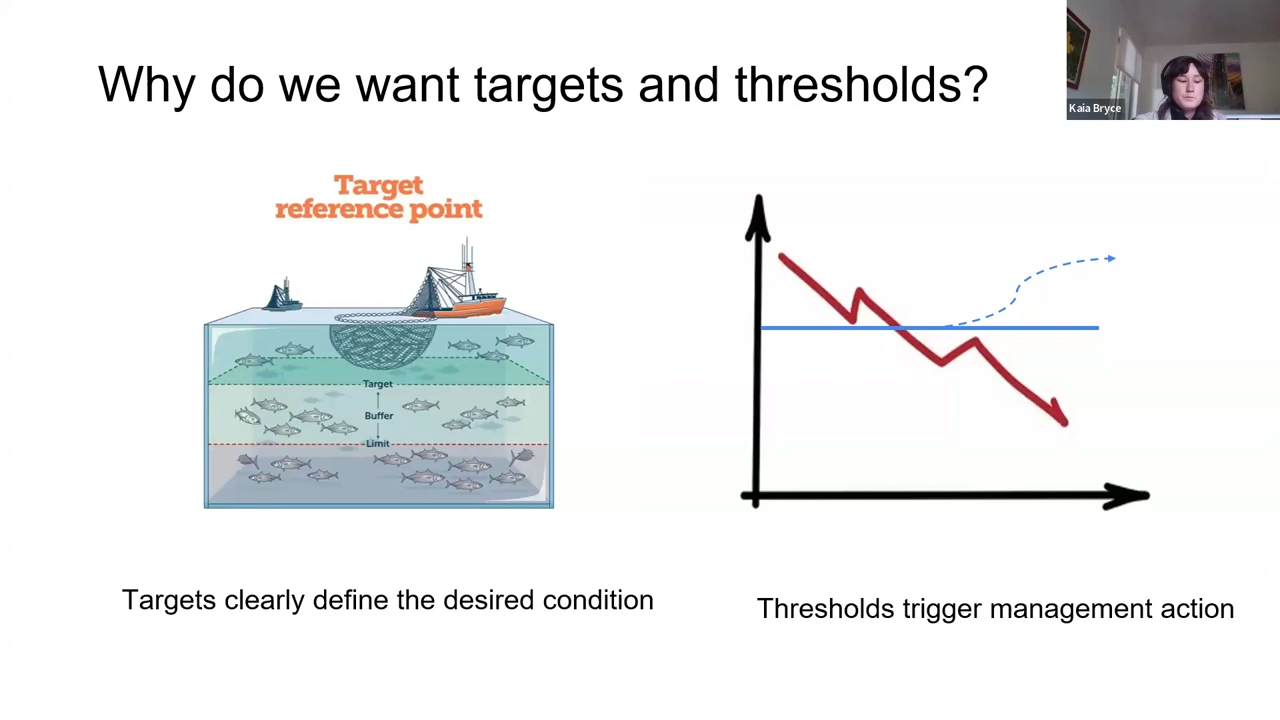 Why do we want targets and thresholds?
Kaia Bryce
Target
reference point
Target
Buffer
Limit
Targets clearly define the desired condition
Thresholds trigger management action